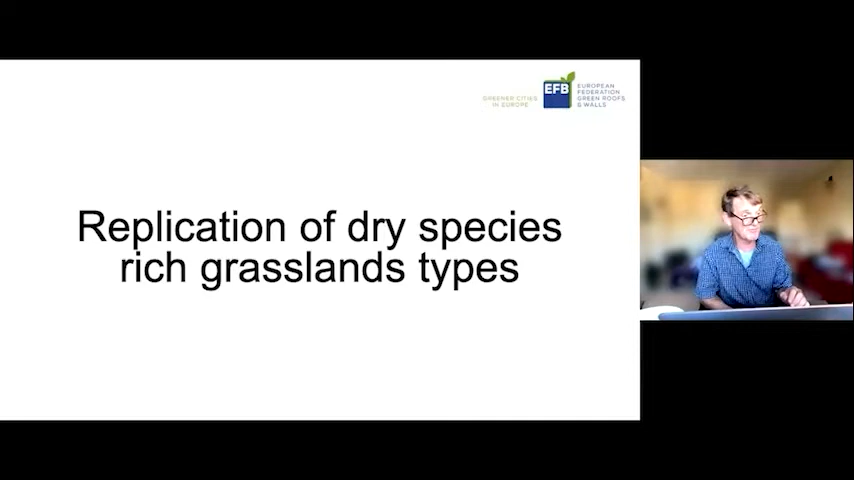 GREENER CITIES
IN EUROPE
EFB
EUROPEAN
FEDERATION
GREEN ROOFS
& WALLS
Replication of dry species
rich grasslands types